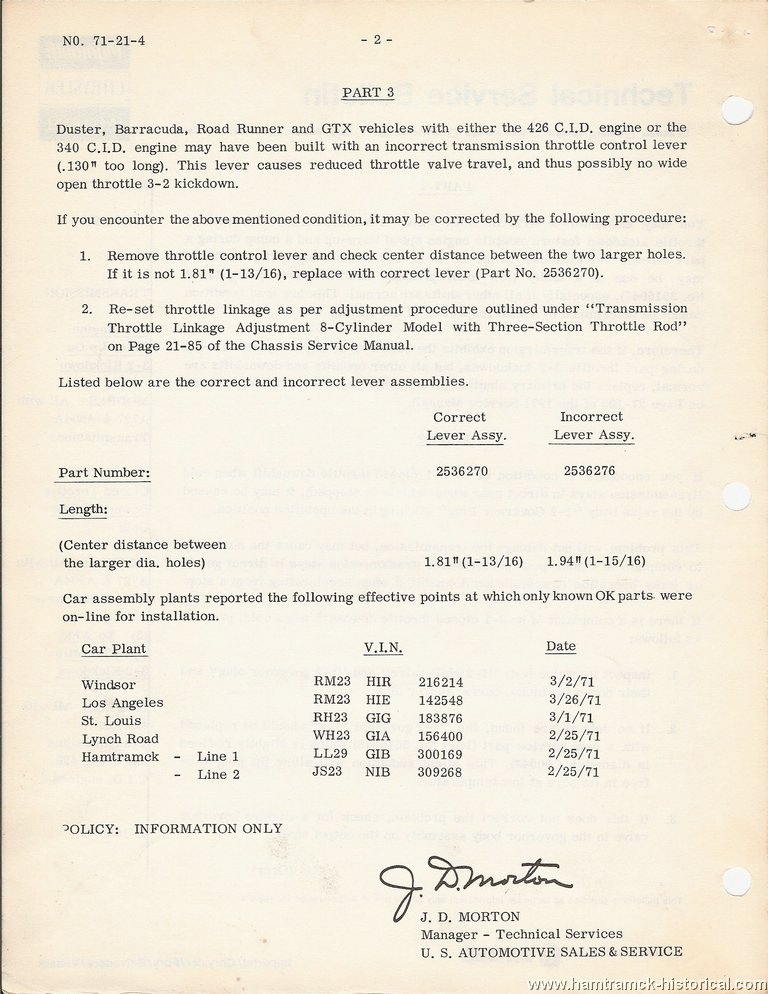 NO. 71-21-4
- 2 -
PART 3
Duster, Barracuda, Road Runner and GTX vehicles with either the 426 C.I.D. engine or the
340 C.I.D. engine may have been built with an incorrect transmission throttle control lever
(.130" too long). This lever causes reduced throttle valve travel, and thus possibly no wide
open throttle 3-2 kickdown.
If you encounter the above mentioned condition, it may be corrected by the following procedure:
1. Remove throttle control lever and check center distance between the two larger holes.
If it is not 1.81" (1-13/16), replace with correct lever (Part No. 2536270).
2. Re-set throttle linkage as per adjustment procedure outlined under "Transmission
Throttle Linkage Adjustment 8-Cylinder Model with Three-Section Throttle Rod"
on Page 21-85 of the Chassis Service Manual.
Listed below are the correct and incorrect lever assemblies.
Correct Incorrect
Lever Assy. Lever Assy.
Part Number: 2536270 2536276
Length:
(Center distance between
the larger dia. holes) 1.81" (1-13/16) 1.94" (1-15/16)
Car assembly plants reported the following effective points at which only known OK parts were
on-line for installation.
Car Plant V.I.N. Date
Windsor RM23 HIR 216214 3/2/71
Los Angeles RM23 HIE 142548 3/26/71
St. Louis RH23 GIG 183876 3/1/71
Lynch Road WH23 GIA 156400 2/25/71
Hamtramck - Line 1 LL29 GIB 300169 2/25/71
- Line 2 JS23 NIB 309268 2/25/71
POLICY: INFORMATION ONLY
J. D. Morton
J. D. MORTON
Manager - Technical Services
U. S. AUTOMOTIVE SALES & SERVICE
www.hamtramck-historical.com